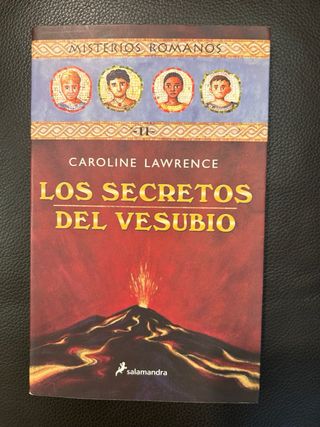 MISTERIOS ROMANOS
-II-
CAROLINE LAWRENCE
LOS SECRETOS
DEL VESUBIO
salamandra